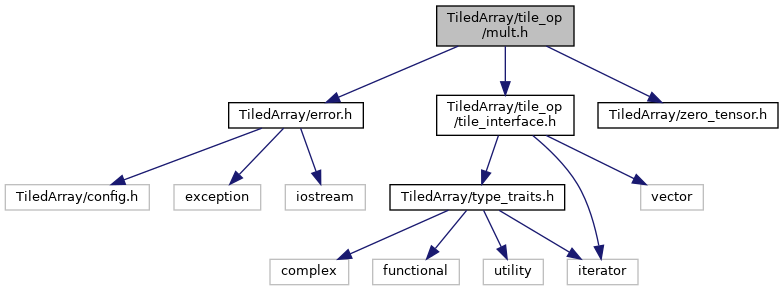 TiledArray/tile_op
/mult.h
TiledArray/error.h
TiledArray/tile_op
/tile_interface.h
TiledArray/zero_tensor.h
TiledArray/config.h
exception
iostream
TiledArray/type_traits.h
vector
complex
functional
utility
iterator